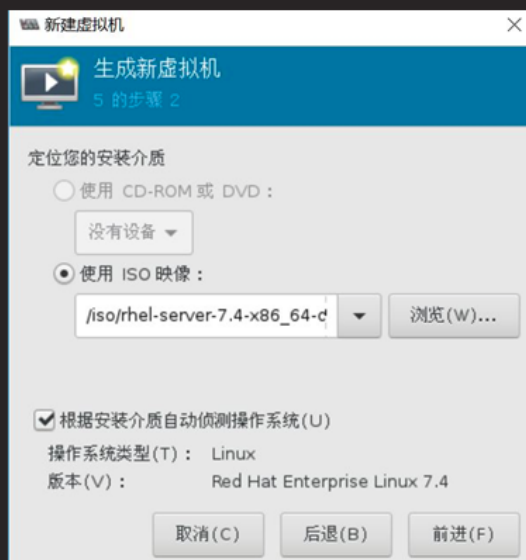 新建虚拟机
生成新虚拟机
5 的步骤 2
定位您的安装介质
使用 CD-ROM 或 DVD：
没有设备
使用 ISO 映像：
/iso/rhel-server-7.4-x86_64-d
浏览(W)...
根据安装介质自动侦测操作系统(U)
操作系统类型(T)： Linux
版本(V)： Red Hat Enterprise Linux 7.4
取消(C) 后退(B) 前进(F)